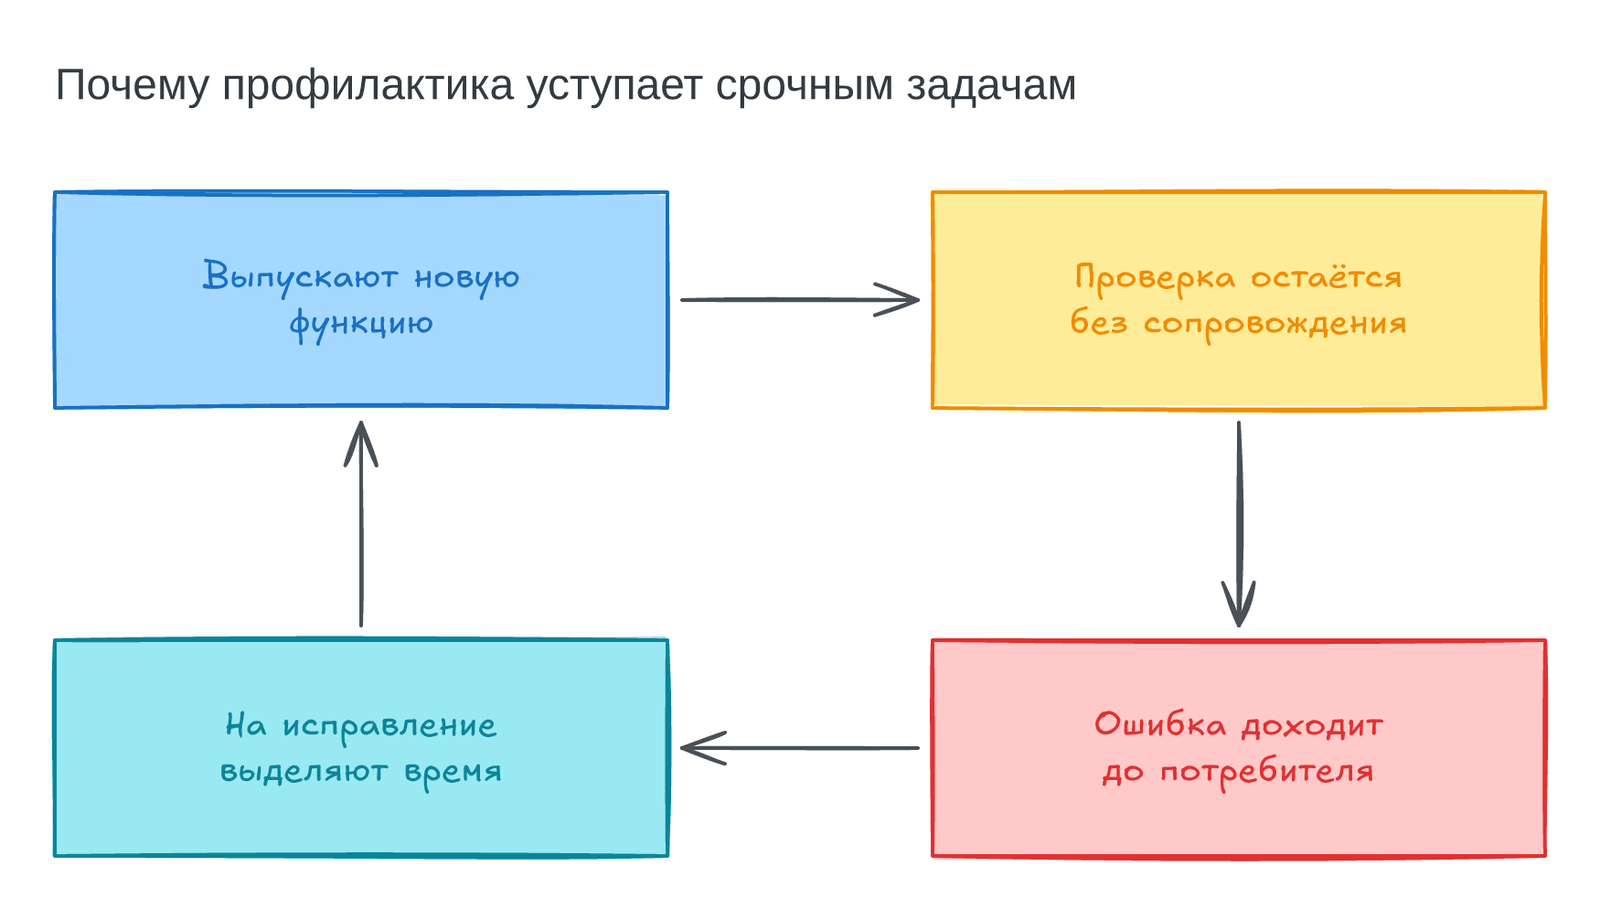 Почему профилактика уступает срочным задачам
Выпускают новую
функцию
Проверка остаётся
без сопровождения
На исправление
выделяют время
Ошибка доходит
до потребителя